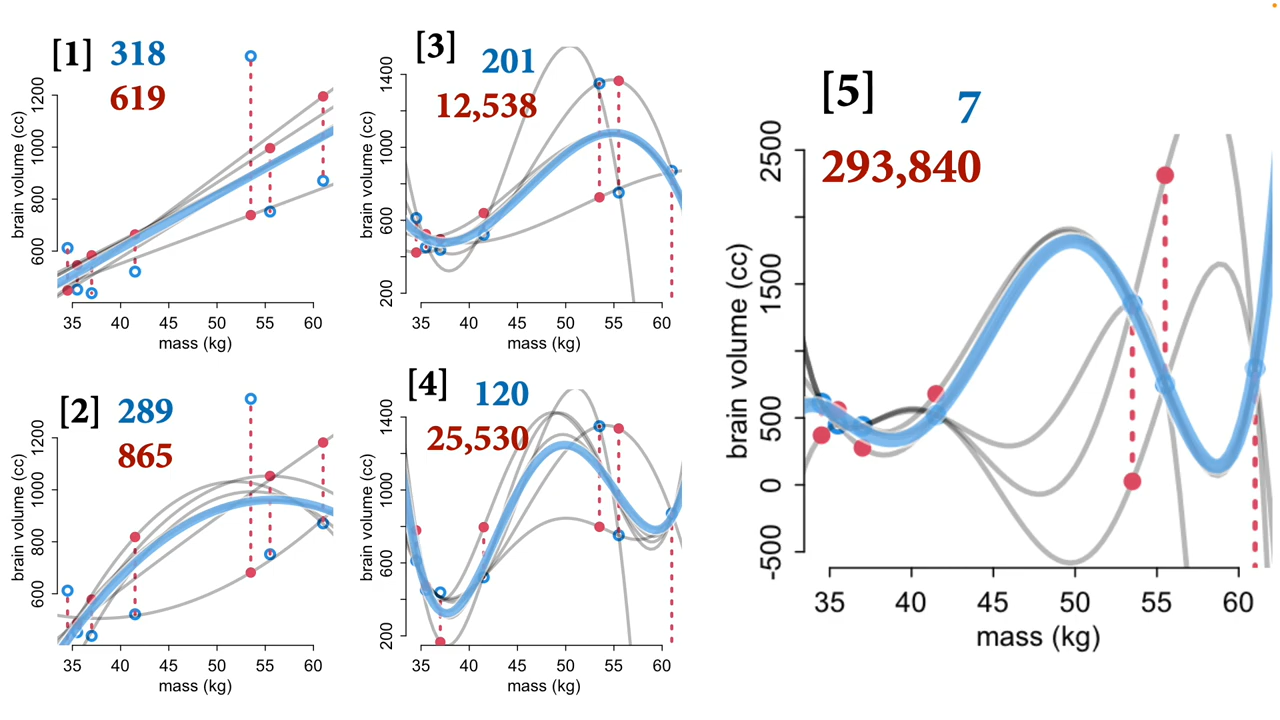 [1] 318
619
brain volume (cc)
1200
1000
800
600
35 40 45 50 55 60
mass (kg)
[2] 289
865
brain volume (cc)
1200
1000
800
600
35 40 45 50 55 60
mass (kg)
[3] 201
12,538
brain volume (cc)
1400
1000
600
200
35 40 45 50 55 60
mass (kg)
[4] 120
25,530
brain volume (cc)
1400
1000
600
200
35 40 45 50 55 60
mass (kg)
[5] 7
293,840
brain volume (cc)
2500
1500
500
0
-500
35 40 45 50 55 60
mass (kg)